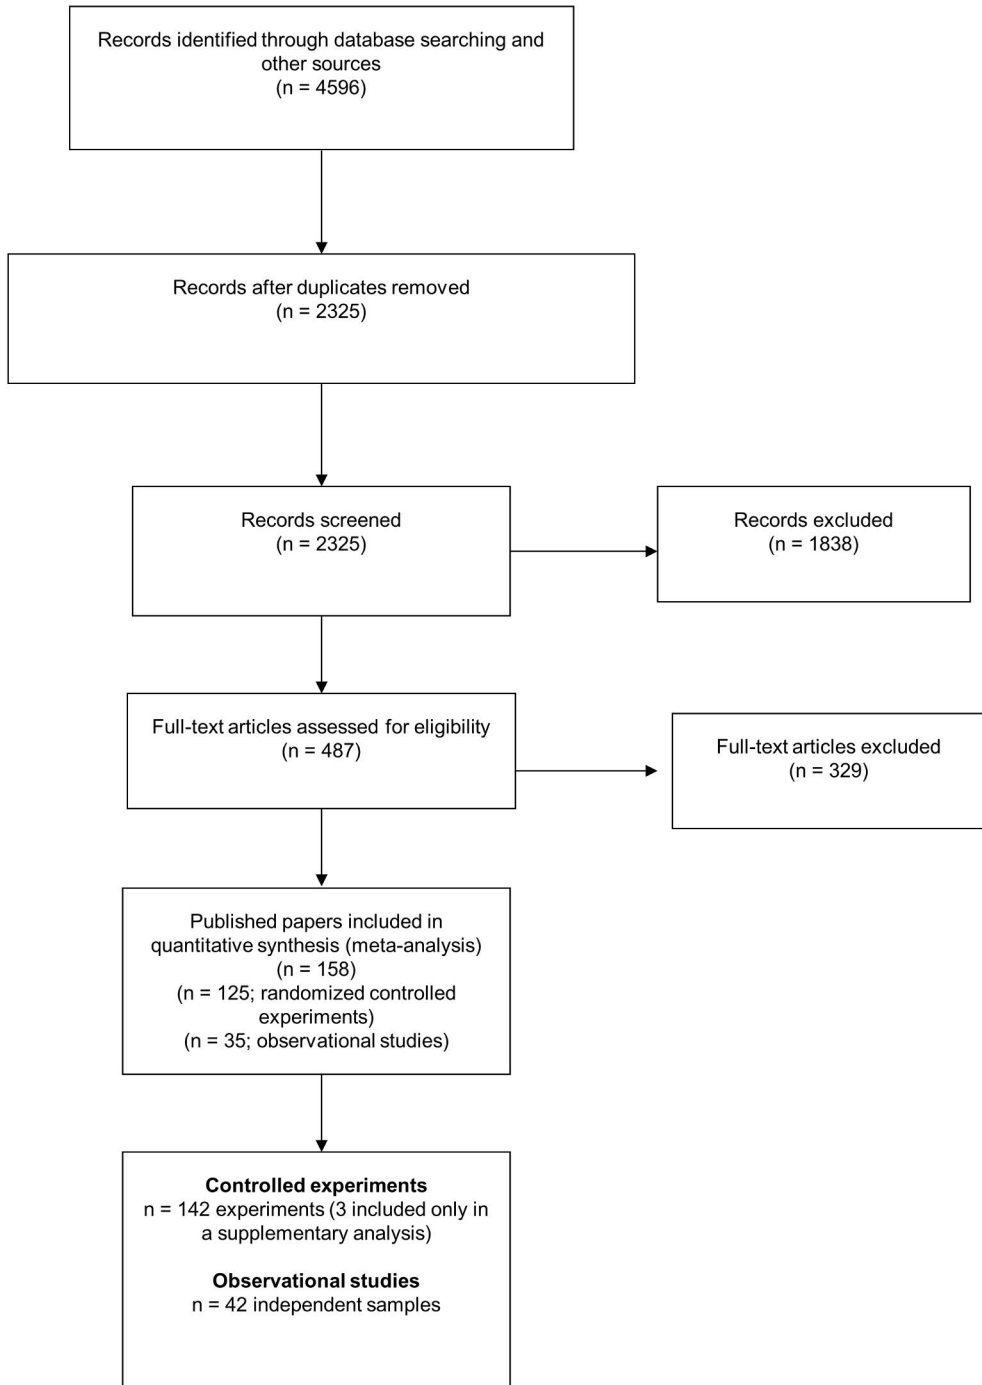 Records identified through database searching and
other sources
(n = 4596)
Records after duplicates removed
(n = 2325)
Records screened
(n = 2325)
Records excluded
(n = 1838)
Full-text articles assessed for eligibility
(n = 487)
Full-text articles excluded
(n = 329)
Published papers included in
quantitative synthesis (meta-analysis)
(n = 158)
(n = 125; randomized controlled
experiments)
(n = 35; observational studies)
Controlled experiments
n = 142 experiments (3 included only in
a supplementary analysis)
Observational studies
n = 42 independent samples